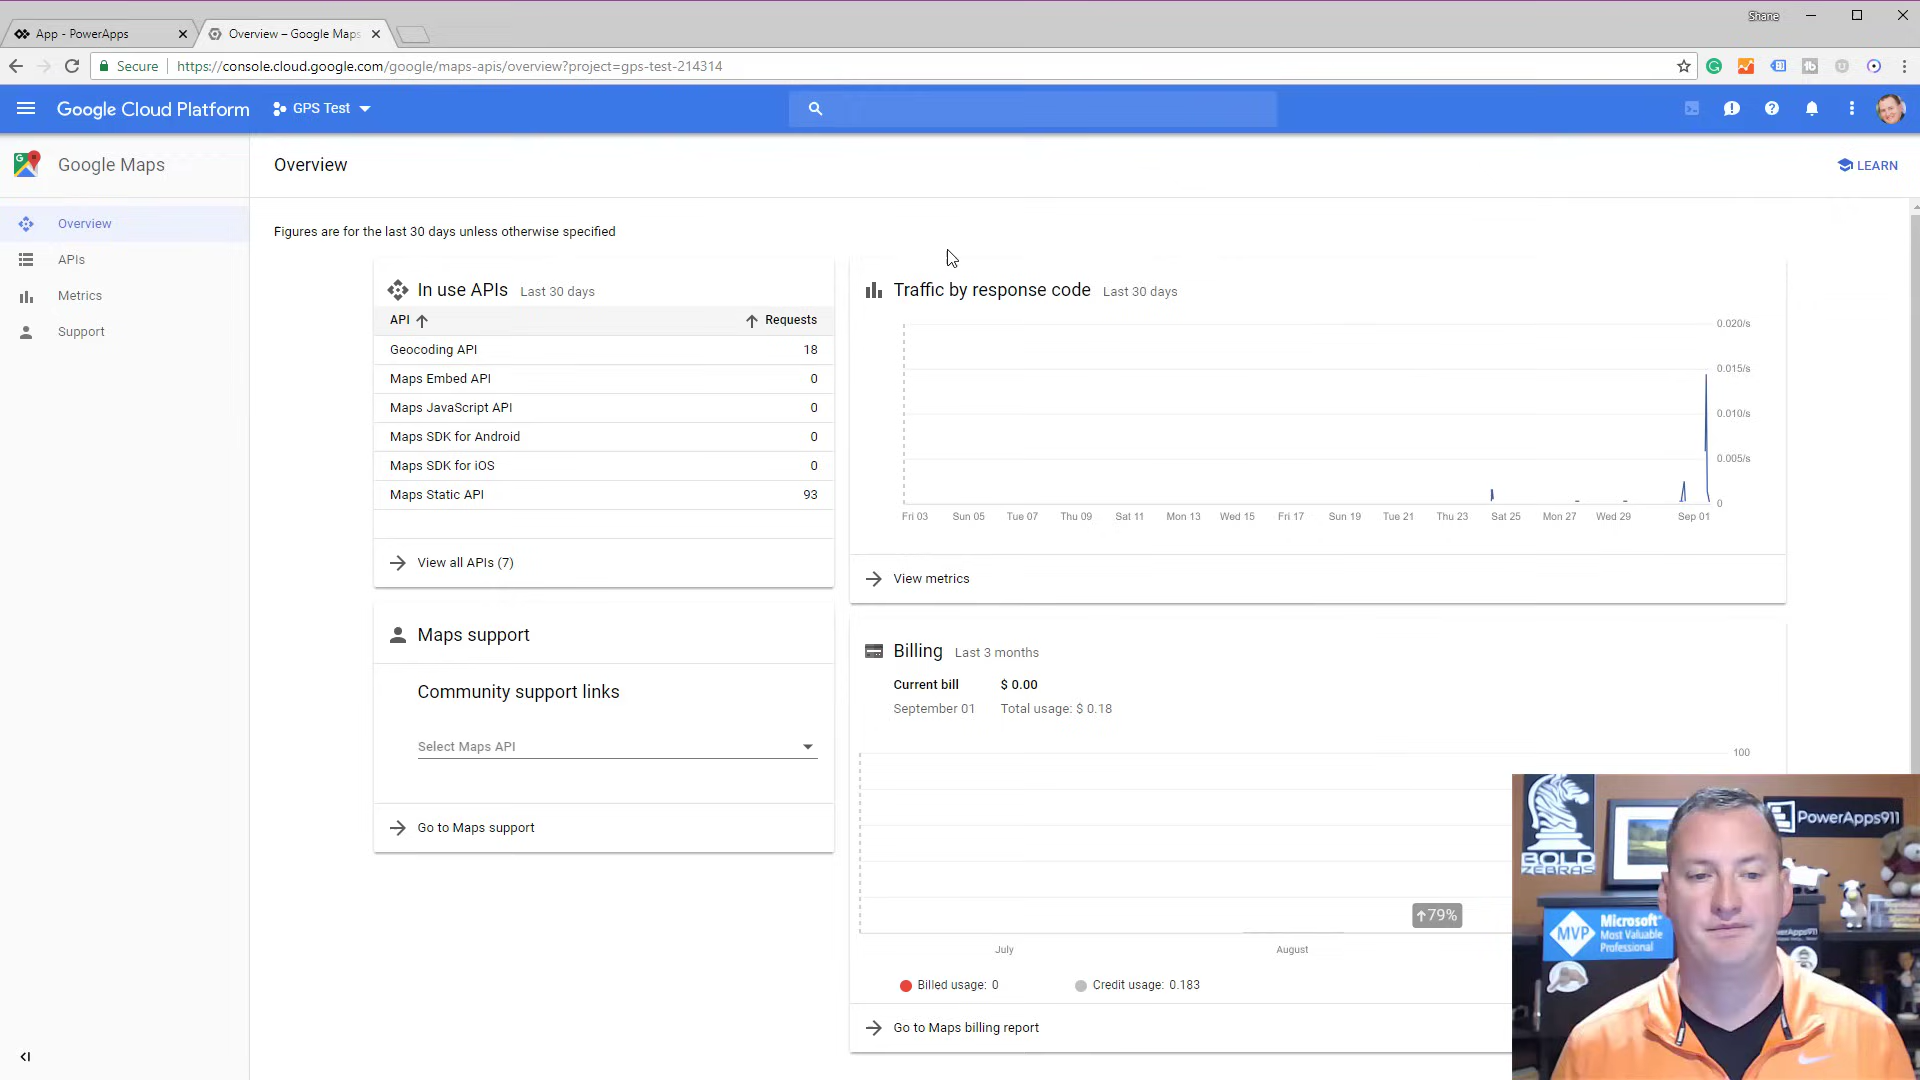 Shane
App - PowerApps
Overview – Google Maps
Secure
https://console.cloud.google.com/google/maps-apis/overview?project=gps-test-214314
Google Cloud Platform
GPS Test
Google Maps
Overview
LEARN
Overview
APIs
Metrics
Support
Figures are for the last 30 days unless otherwise specified
In use APIs Last 30 days
API Requests
Geocoding API 18
Maps Embed API 0
Maps JavaScript API 0
Maps SDK for Android 0
Maps SDK for iOS 0
Maps Static API 93
View all APIs (7)
Traffic by response code Last 30 days
0.020/s
0.015/s
0.010/s
0.005/s
0
Fri 03 Sun 05 Tue 07 Thu 09 Sat 11 Mon 13 Wed 15 Fri 17 Sun 19 Tue 21 Thu 23 Sat 25 Mon 27 Wed 29 Sep 01
View metrics
Maps support
Community support links
Select Maps API
Go to Maps support
Billing Last 3 months
Current bill $ 0.00
September 01 Total usage: $ 0.18
100
79%
July August
Billed usage: 0 Credit usage: 0.183
Go to Maps billing report
BOLD
ZEBRAS
PowerApps911
MVP
Microsoft
Most Valuable
Professional